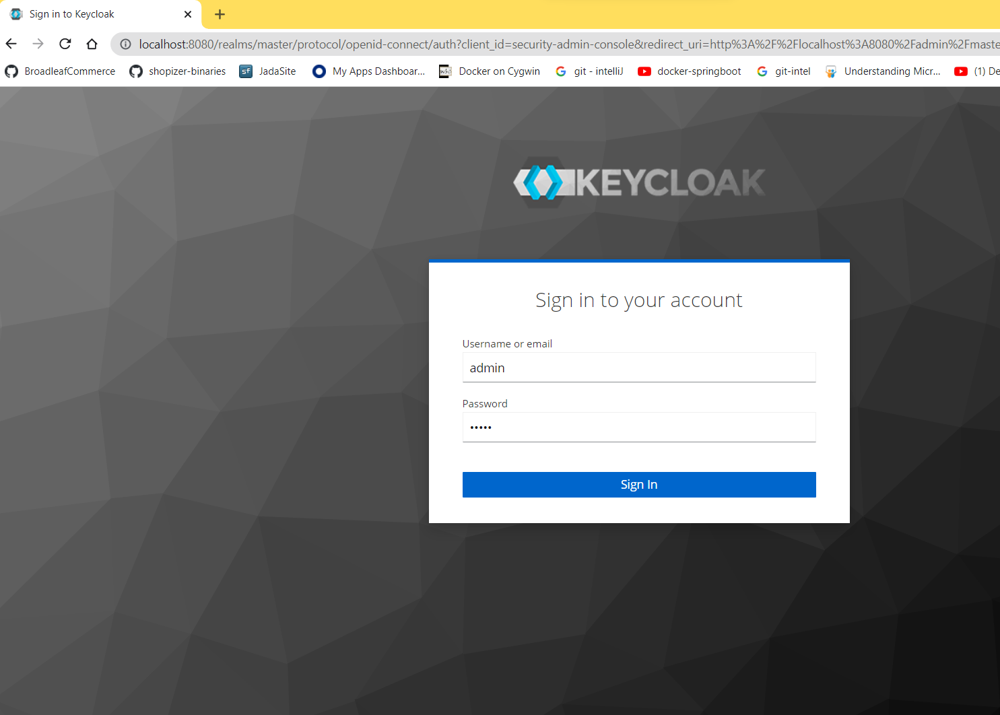 Sign in to Keycloak
localhost:8080/realms/master/protocol/openid-connect/auth?client_id=security-admin-console&redirect_uri=http%3A%2F%2Flocalhost%3A8080%2Fadmin%2Fmaste
BroadleafCommerce shopizer-binaries sf JadaSite My Apps Dashboar... Docker on Cygwin git - intelliJ docker-springboot git-intel Understanding Micr... (1) De
KEYCLOAK
Sign in to your account
Username or email
admin
Password
•••••
Sign In